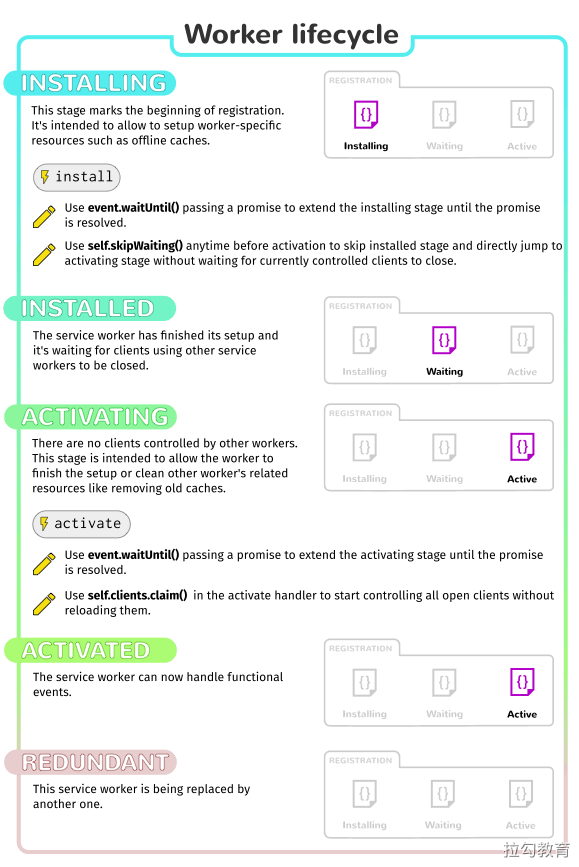 Worker lifecycle
INSTALLING
This stage marks the beginning of registration.
It's intended to allow to setup worker-specific
resources such as offline caches.
REGISTRATION
{}
{}
{}
Installing
Waiting
Active
install
Use event.waitUntil() passing a promise to extend the installing stage until the promise
is resolved.
Use self.skipWaiting() anytime before activation to skip installed stage and directly jump to
activating stage without waiting for currently controlled clients to close.
INSTALLED
The service worker has finished its setup and
it's waiting for clients using other service
workers to be closed.
REGISTRATION
{}
{}
{}
Installing
Waiting
Active
ACTIVATING
There are no clients controlled by other workers.
This stage is intended to allow the worker to
finish the setup or clean other worker's related
resources like removing old caches.
REGISTRATION
{}
{}
{}
Installing
Waiting
Active
activate
Use event.waitUntil() passing a promise to extend the activating stage until the promise
is resolved.
Use self.clients.claim() in the activate handler to start controlling all open clients without
reloading them.
ACTIVATED
The service worker can now handle functional
events.
REGISTRATION
{}
{}
{}
Installing
Waiting
Active
REDUNDANT
This service worker is being replaced by
another one.
REGISTRATION
{}
{}
{}
Installing
Waiting
Active
拉勾教育